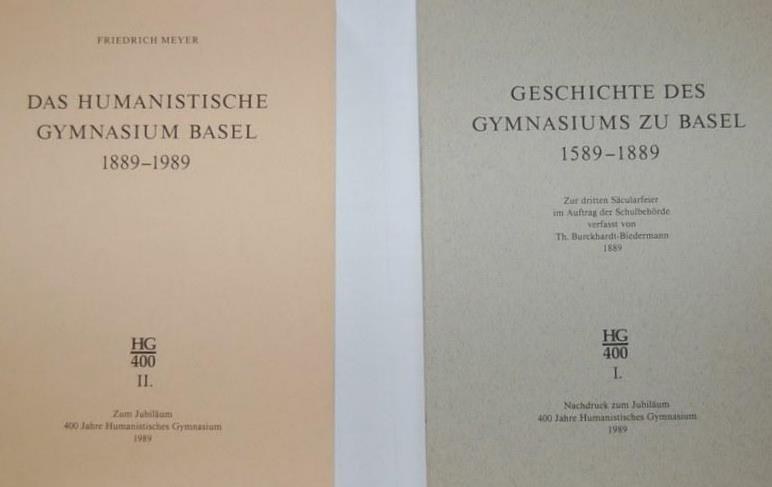 FRIEDRICH MEYER
DAS HUMANISTISCHE
GYMNASIUM BASEL
1889–1989
HG
400
II.
Zum Jubiläum
400 Jahre Humanistisches Gymnasium
1989
GESCHICHTE DES
GYMNASIUMS ZU BASEL
1589–1889
Zur dritten Säcularfeier
im Auftrag der Schulbehörde
verfasst von
Th. Burckhardt-Biedermann
1889
HG
400
I.
Nachdruck zum Jubiläum
400 Jahre Humanistisches Gymnasium
1989